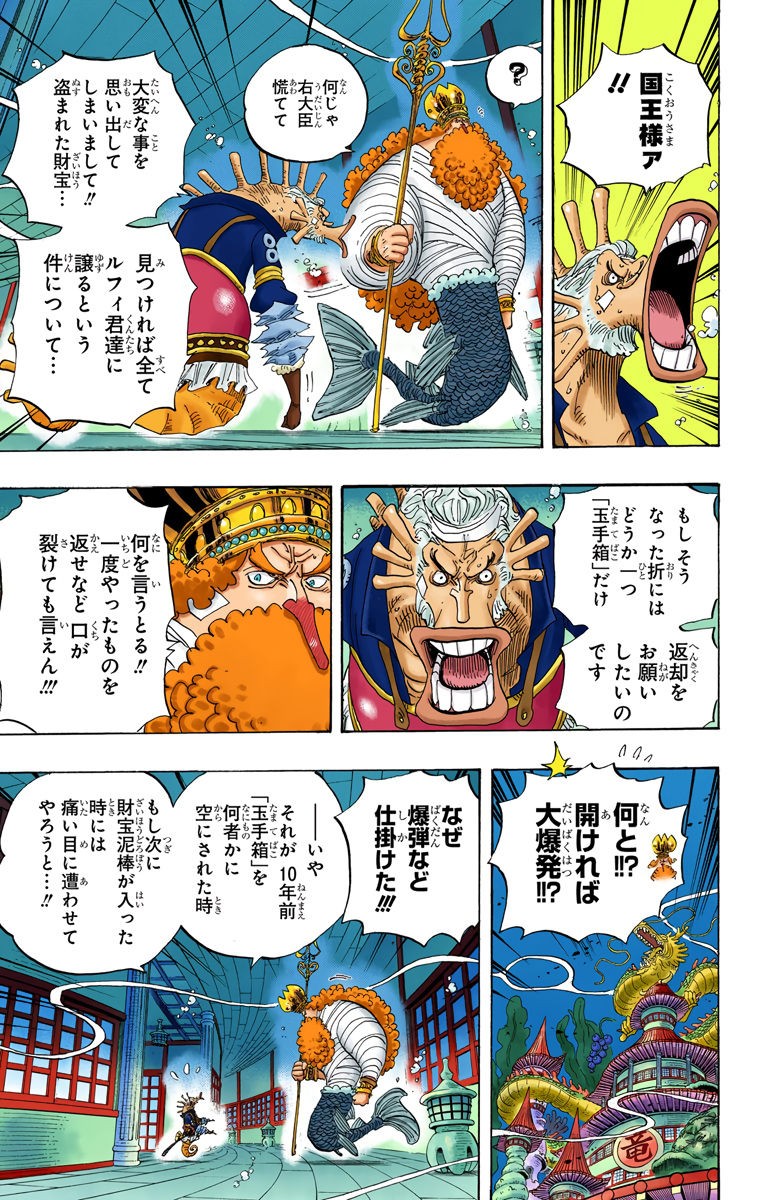 国王様ァ
!!
?
何じゃ
右大臣
慌てて
大変な事を
思い出して
しまいまして!!
盗まれた財宝…
見つければ全て
ルフィ君達に
譲るという
件について…
もしそう
なった折には
どうか一つ
「玉手箱」だけ
返却を
お願い
したいの
です
何を言うとる!!
一度やったものを
返せなど口が
裂けても言えん!!!
何と!!?
開ければ
大爆発!!?
なぜ
爆弾など
仕掛けた!!!
──いや
それが10年前
「玉手箱」を
何者かに
空にされた時
もし次に
財宝泥棒が入った
時には
痛い目に遭わせて
やろうと…!!
竜